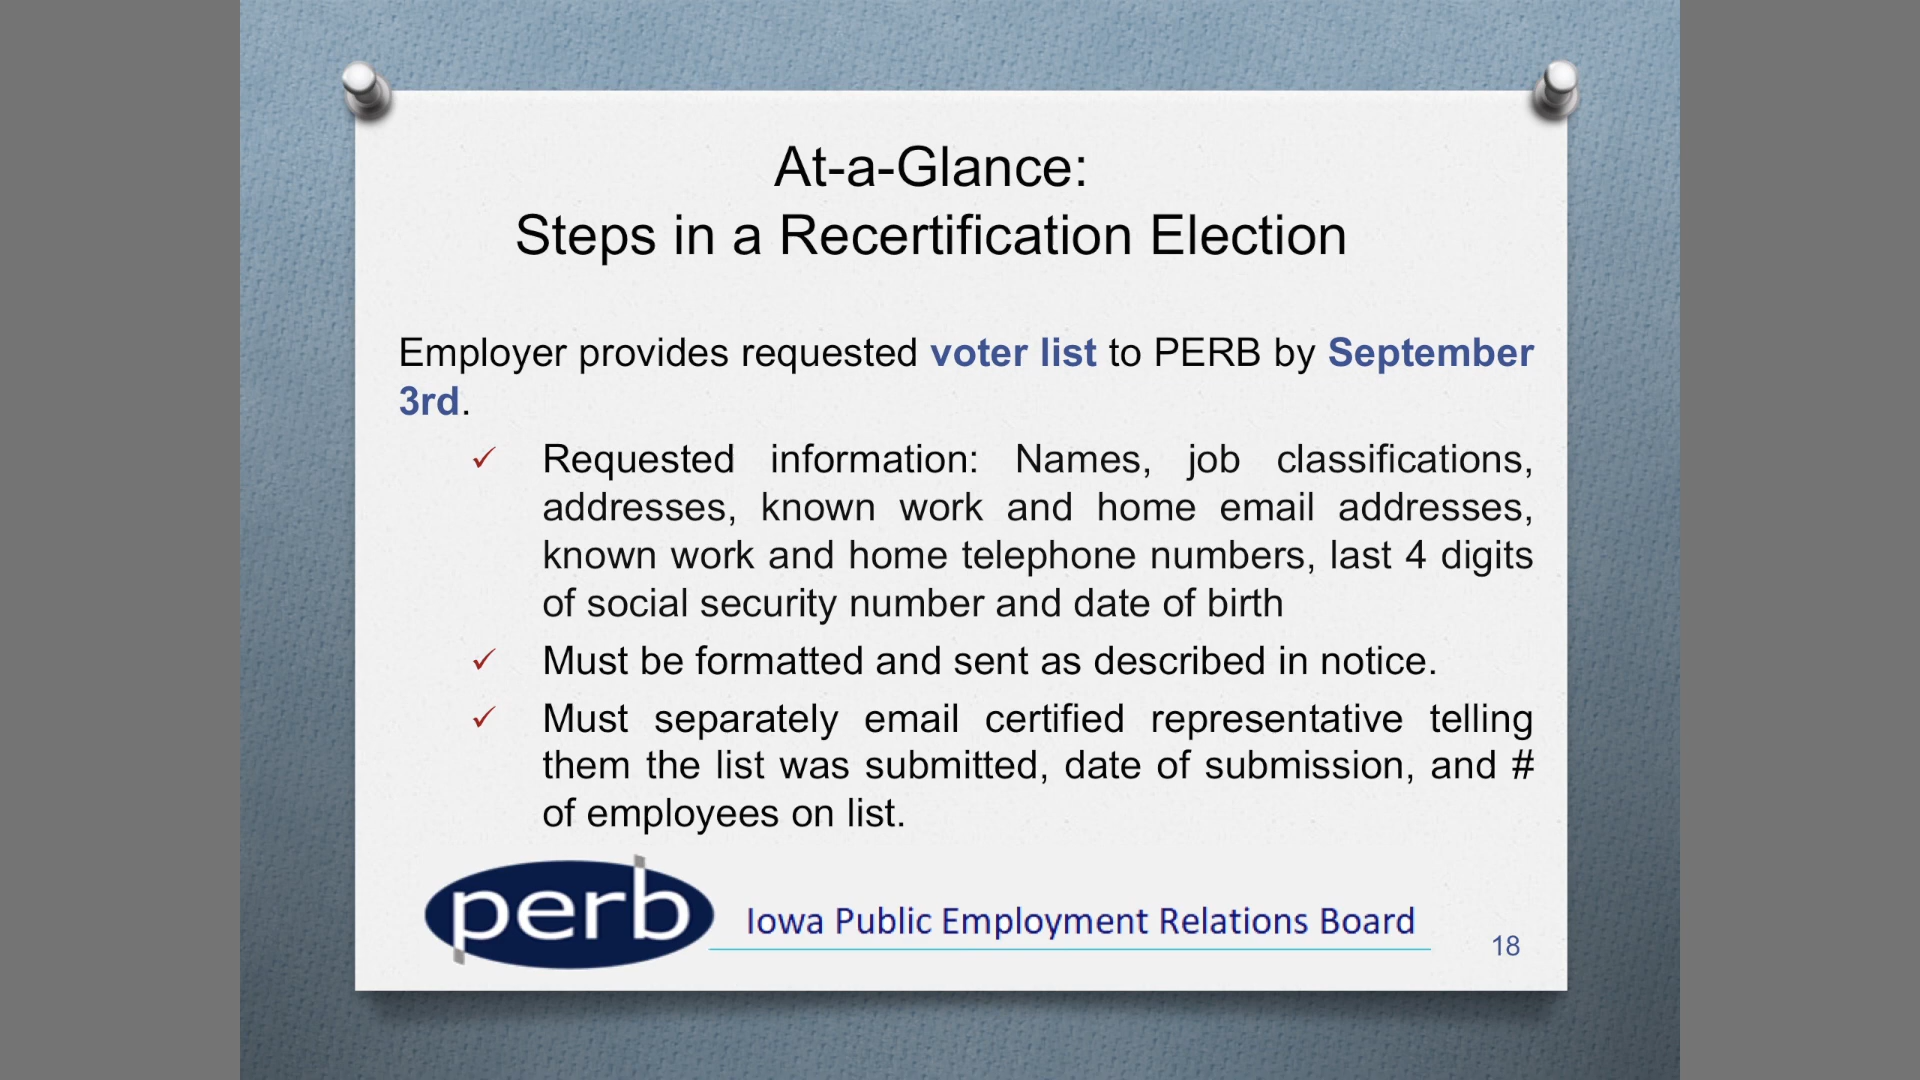 At-a-Glance:
Steps in a Recertification Election
Employer provides requested voter list to PERB by September
3rd.
✓ Requested information: Names, job classifications,
addresses, known work and home email addresses,
known work and home telephone numbers, last 4 digits
of social security number and date of birth
✓ Must be formatted and sent as described in notice.
✓ Must separately email certified representative telling
them the list was submitted, date of submission, and #
of employees on list.
perb
Iowa Public Employment Relations Board
18